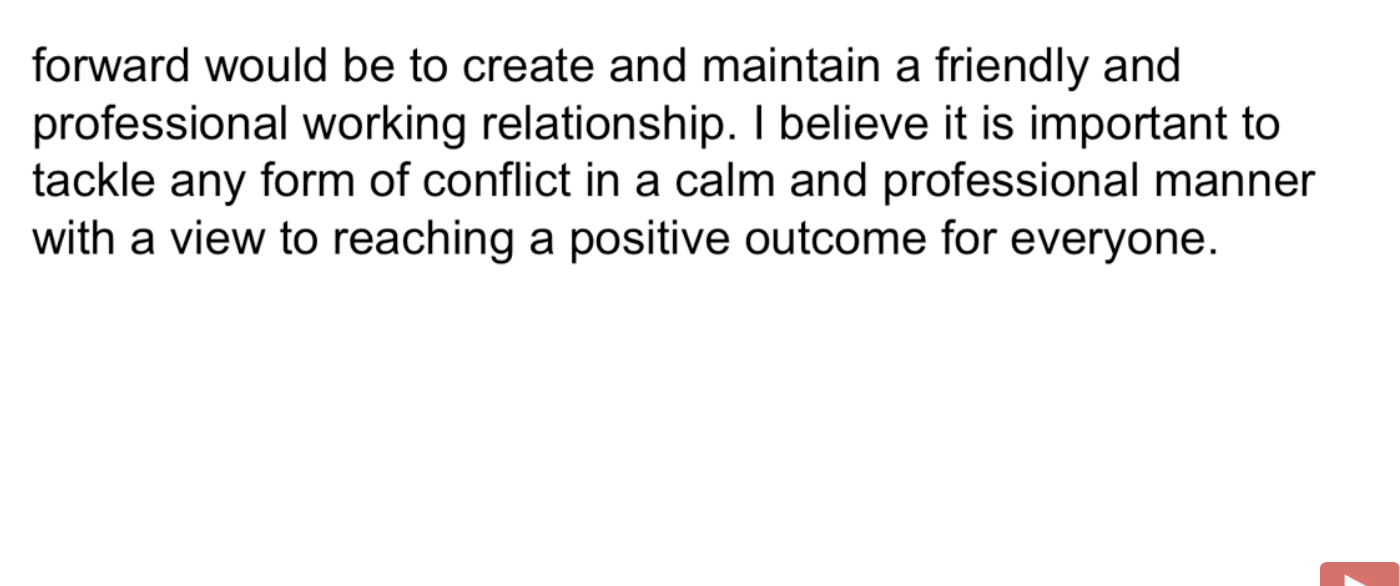 forward would be to create and maintain a friendly and
professional working relationship. I believe it is important to
tackle any form of conflict in a calm and professional manner
with a view to reaching a positive outcome for everyone.